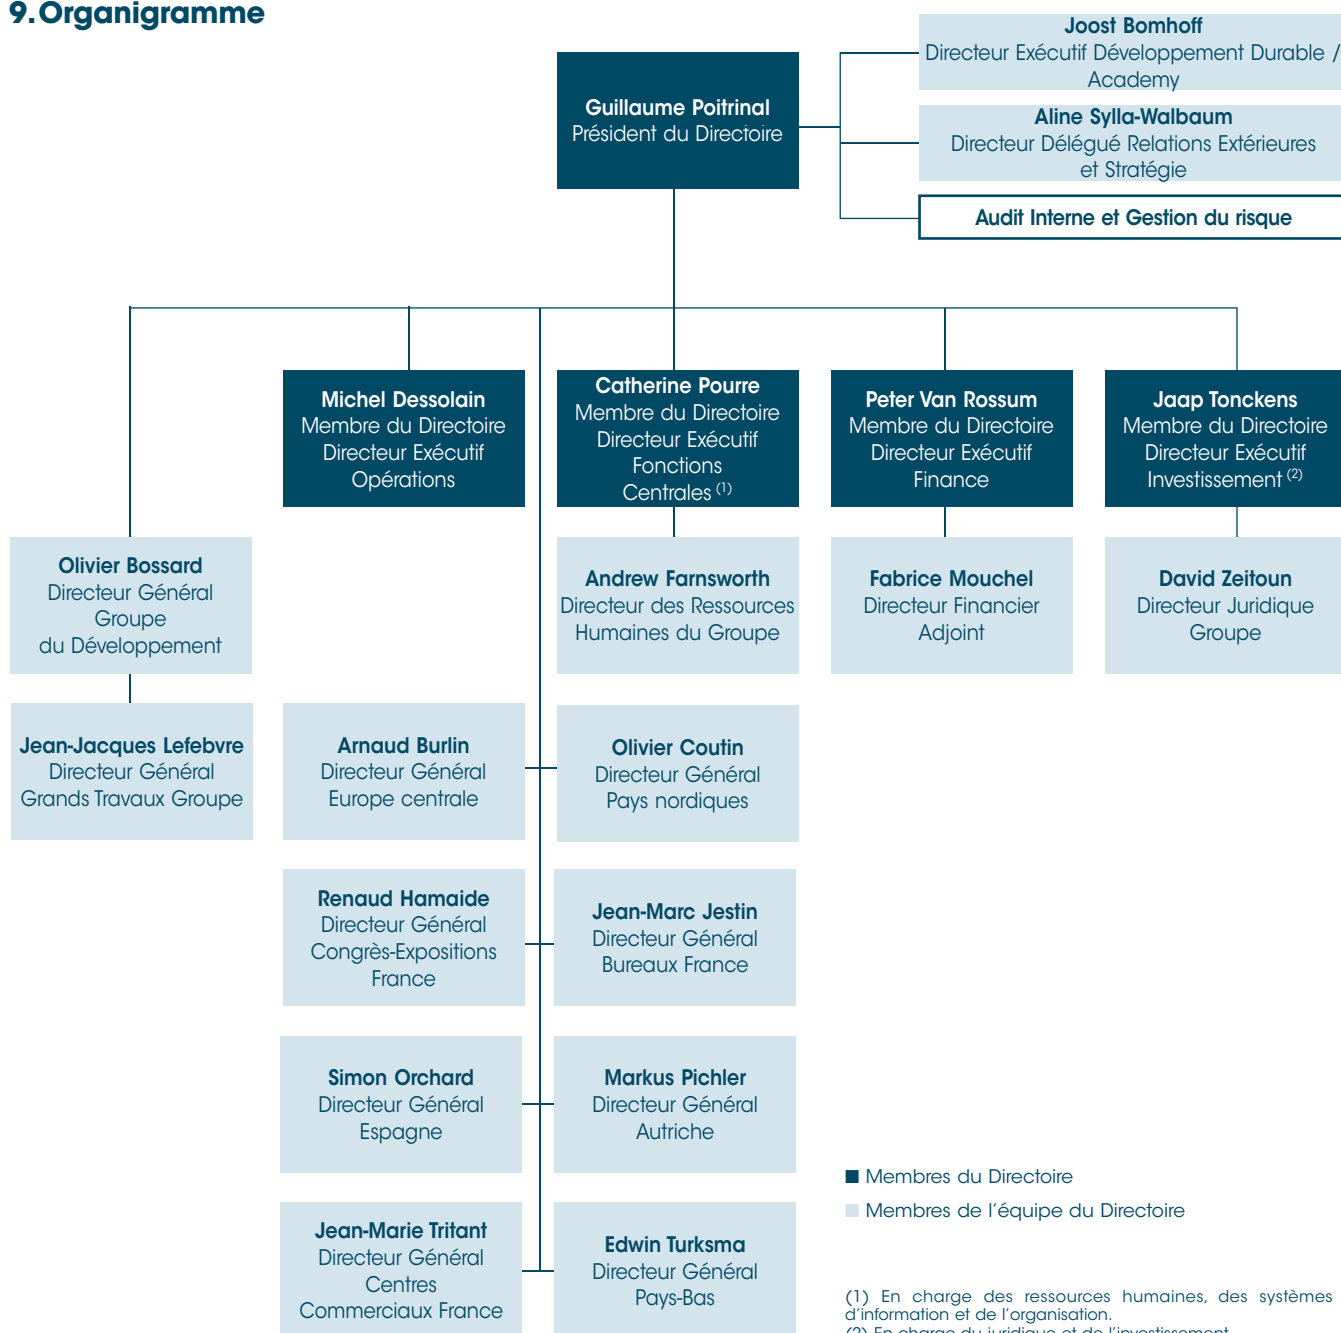 9. Organigramme
Joost Bomhoff
Directeur Exécutif Développement Durable /
Academy
Guillaume Poitrinal
Président du Directoire
Aline Sylla-Walbaum
Directeur Délégué Relations Extérieures
et Stratégie
Audit Interne et Gestion du risque
Michel Dessolain
Membre du Directoire
Directeur Exécutif
Opérations
Catherine Pourre
Membre du Directoire
Directeur Exécutif
Fonctions
Centrales (1)
Peter Van Rossum
Membre du Directoire
Directeur Exécutif
Finance
Jaap Tonckens
Membre du Directoire
Directeur Exécutif
Investissement (2)
Olivier Bossard
Directeur Général
Groupe
du Développement
Andrew Farnsworth
Directeur des Ressources
Humaines du Groupe
Fabrice Mouchel
Directeur Financier
Adjoint
David Zeitoun
Directeur Juridique
Groupe
Jean-Jacques Lefebvre
Directeur Général
Grands Travaux Groupe
Arnaud Burlin
Directeur Général
Europe centrale
Olivier Coutin
Directeur Général
Pays nordiques
Renaud Hamaide
Directeur Général
Congrès-Expositions
France
Jean-Marc Jestin
Directeur Général
Bureaux France
Simon Orchard
Directeur Général
Espagne
Markus Pichler
Directeur Général
Autriche
Jean-Marie Tritant
Directeur Général
Centres
Commerciaux France
Edwin Turksma
Directeur Général
Pays-Bas
Membres du Directoire
Membres de l'équipe du Directoire
(1) En charge des ressources humaines, des systèmes
d'information et de l'organisation.
(2) En charge du juridique et de l'investissement.